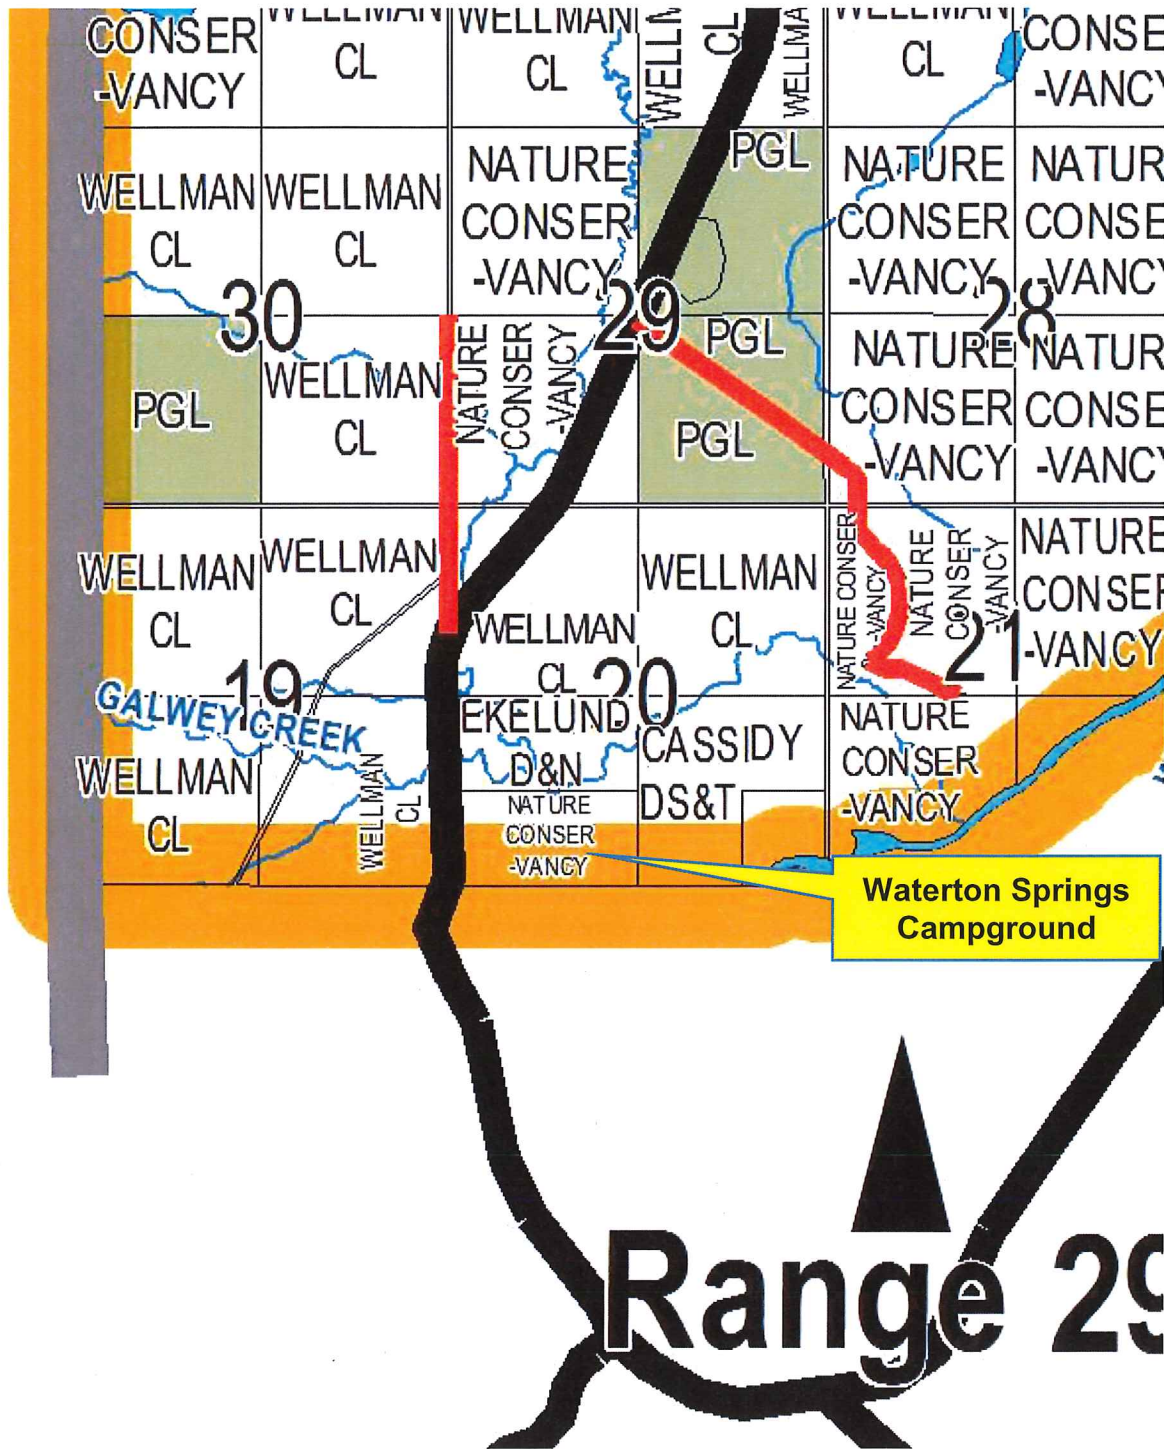 CONSER
-VANCY
WELLMAN
CL
WELLMAN
CL
CL
WELLMAN
CL
CONSE
-VANCY
WELLMAN
CL
WELLMAN
CL
NATURE
CONSER
-VANCY
PGL
NATURE
CONSER
-VANCY
NATUR
CONSE
-VANCY
30
29
28
PGL
WELLMAN
CL
NATURE
CONSER
-VANCY
PGL
PGL
NATURE
CONSER
-VANCY
NATUR
CONSE
-VANCY
WELLMAN
CL
WELLMAN
CL
WELLMAN
CL
WELLMAN
CL
NATURE CONSER
-VANCY
NATURE
CONSER
-VANCY
NATURE
CONSER
-VANCY
19
20
21
GALWEY CREEK
WELLMAN
CL
WELLMAN
CL
EKELUND
D&N
NATURE
CONSER
-VANCY
CASSIDY
DS&T
NATURE
CONSER
-VANCY
Waterton Springs
Campground
Range 29